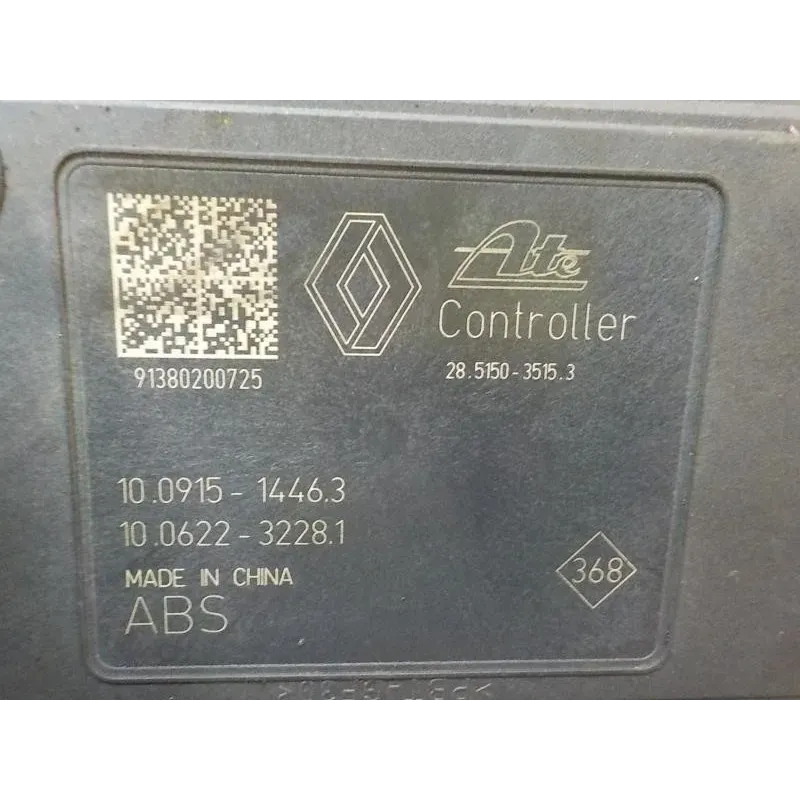 Ate
Controller
91380200725
28.5150-3515.3
10.0915-1446.3
10.0622-3228.1
MADE IN CHINA
368
ABS